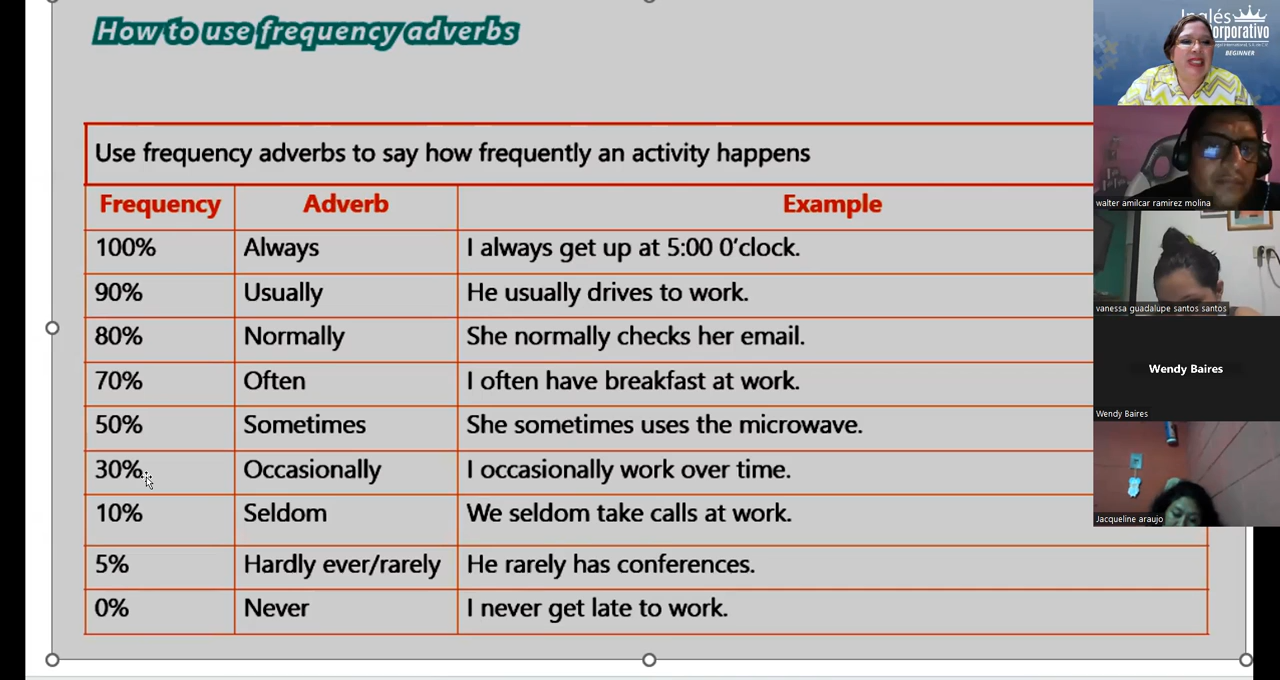 How to use frequency adverbs
Use frequency adverbs to say how frequently an activity happens
Frequency Adverb Example
100% Always I always get up at 5:00 0'clock.
90% Usually He usually drives to work.
80% Normally She normally checks her email.
70% Often I often have breakfast at work.
50% Sometimes She sometimes uses the microwave.
30% Occasionally I occasionally work over time.
10% Seldom We seldom take calls at work.
5% Hardly ever/rarely He rarely has conferences.
0% Never I never get late to work.
Inglés
orporativo
BEGINNER
walter amilcar ramirez molina
vanessa guadalupe santos santos
Wendy Baires
Wendy Baires
Jacqueline araujo